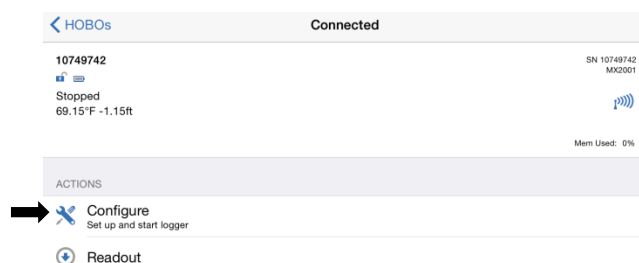 HOBOs
Connected
10749742
SN 10749742
MX2001
Stopped
69.15°F -1.15ft
Mem Used: 0%
ACTIONS
Configure
Set up and start logger
Readout